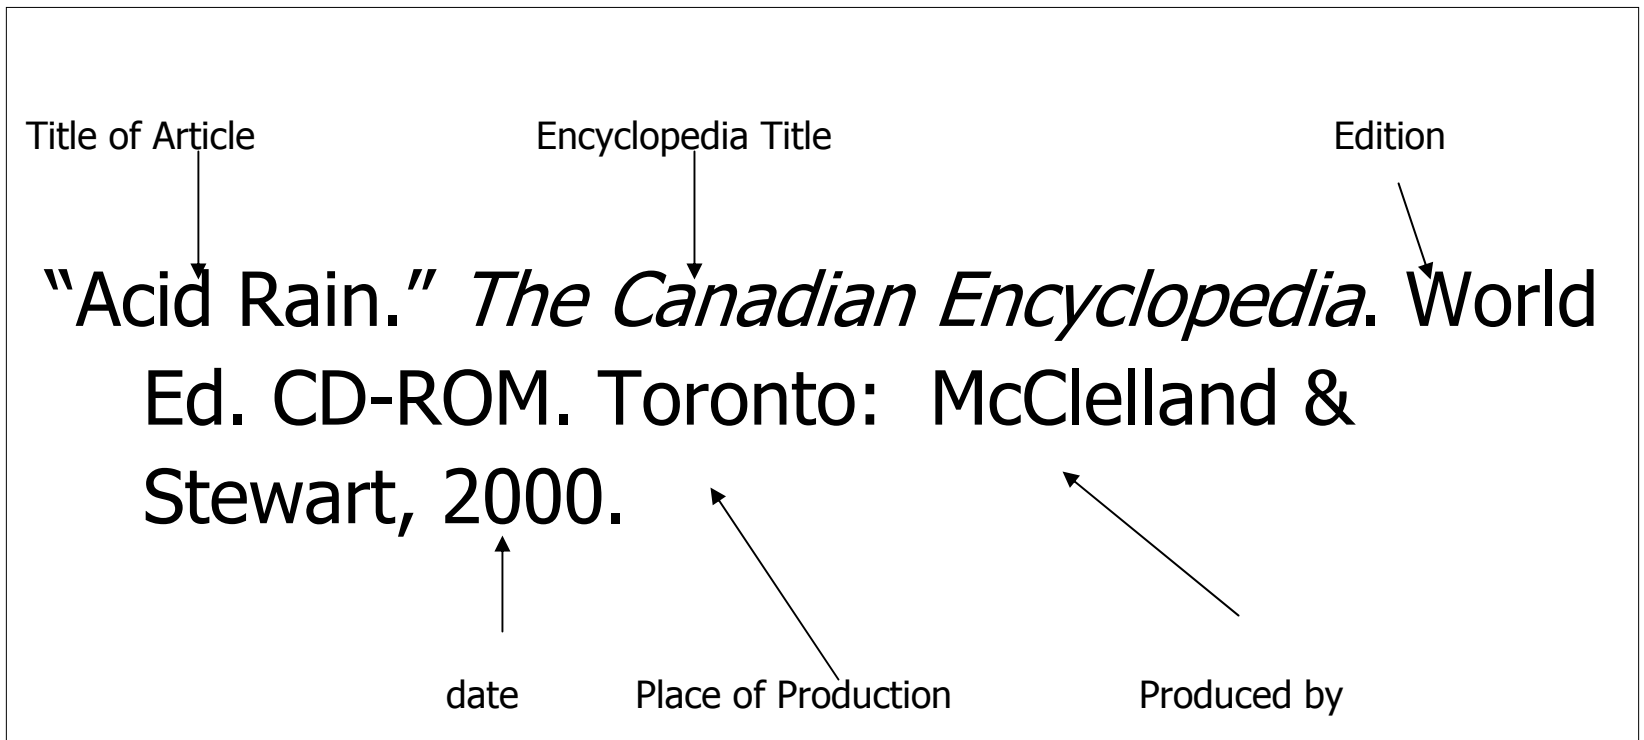 Title of Article Encyclopedia Title Edition
“Acid Rain.” The Canadian Encyclopedia. World
Ed. CD-ROM. Toronto: McClelland &
Stewart, 2000.
date Place of Production Produced by